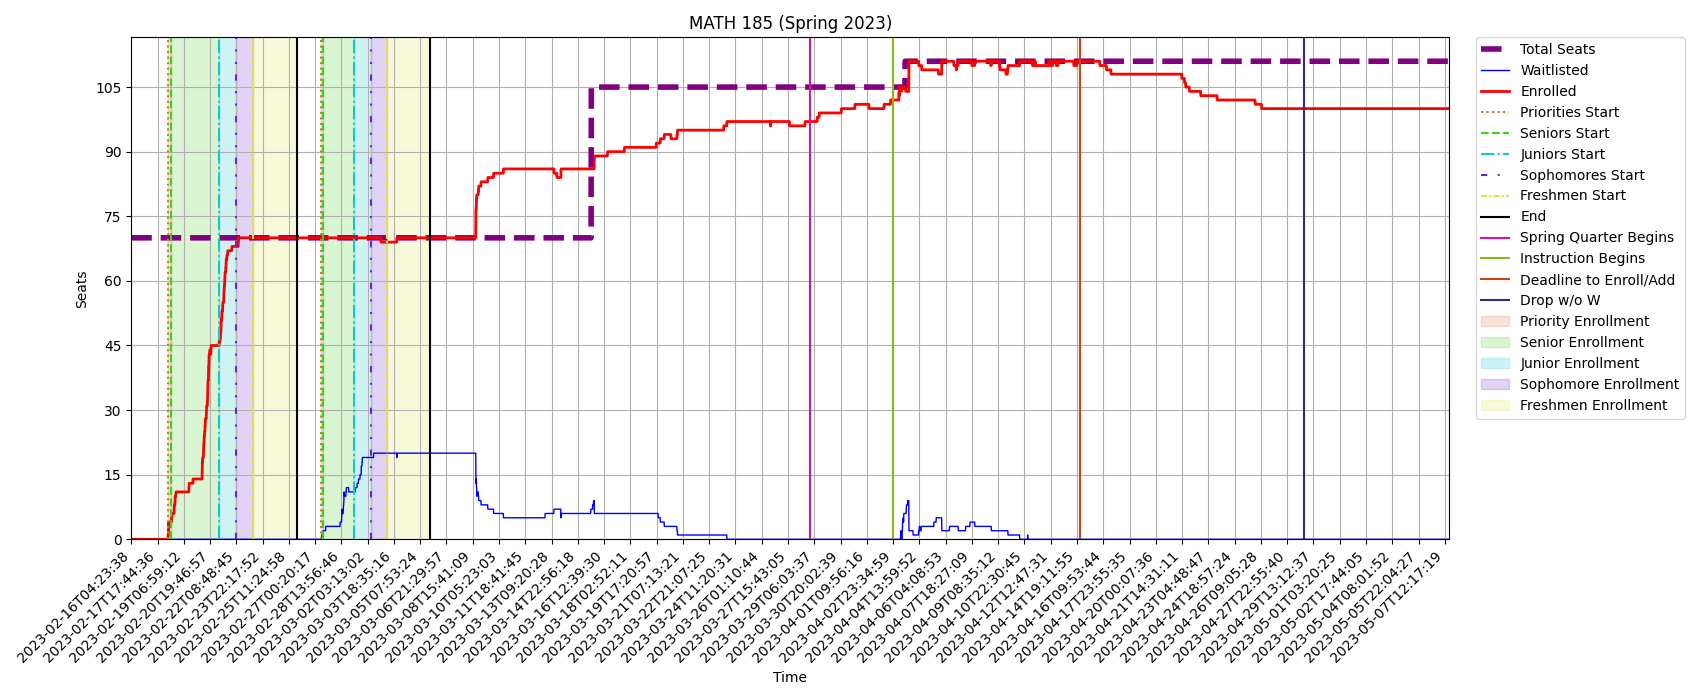 MATH 185 (Spring 2023)
Seats
105
90
75
60
45
30
15
0
2023-02-16T04:23:38
2023-02-17T17:44:36
2023-02-19T06:59:12
2023-02-20T19:46:57
2023-02-22T08:48:45
2023-02-23T22:17:52
2023-02-25T11:24:58
2023-02-27T00:20:17
2023-02-28T13:56:46
2023-03-02T03:13:02
2023-03-03T18:35:16
2023-03-05T07:53:24
2023-03-06T21:29:57
2023-03-08T15:41:09
2023-03-10T05:23:03
2023-03-11T18:41:45
2023-03-13T09:20:28
2023-03-14T22:56:18
2023-03-16T12:39:30
2023-03-18T02:52:11
2023-03-19T17:20:57
2023-03-21T07:13:21
2023-03-22T21:07:25
2023-03-24T11:20:31
2023-03-26T01:10:44
2023-03-27T15:43:05
2023-03-29T06:03:37
2023-03-30T20:02:39
2023-04-01T09:56:16
2023-04-02T23:34:59
2023-04-04T13:59:52
2023-04-06T04:08:53
2023-04-07T18:27:09
2023-04-09T08:35:12
2023-04-10T22:30:45
2023-04-12T12:47:31
2023-04-14T19:11:55
2023-04-16T09:53:44
2023-04-17T23:55:35
2023-04-20T00:07:36
2023-04-21T14:31:11
2023-04-23T04:48:47
2023-04-24T18:57:24
2023-04-26T09:05:28
2023-04-27T22:55:40
2023-04-29T13:12:37
2023-05-01T03:20:25
2023-05-02T17:44:05
2023-05-04T08:01:52
2023-05-05T22:04:27
2023-05-07T12:17:19
Time
Total Seats
Waitlisted
Enrolled
Priorities Start
Seniors Start
Juniors Start
Sophomores Start
Freshmen Start
End
Spring Quarter Begins
Instruction Begins
Deadline to Enroll/Add
Drop w/o W
Priority Enrollment
Senior Enrollment
Junior Enrollment
Sophomore Enrollment
Freshmen Enrollment